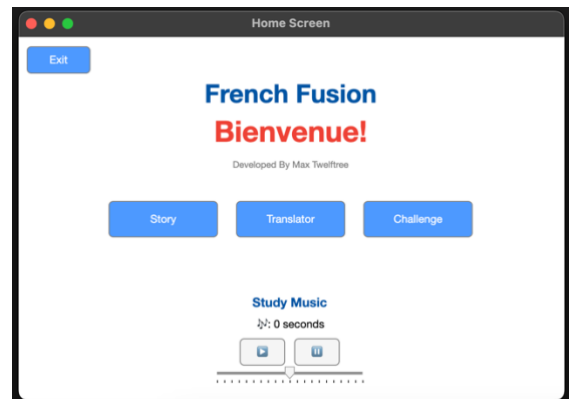 Home Screen
Exit
French Fusion
Bienvenue!
Developed By Max Twelftree
Story Translator Challenge
Study Music
🎶: 0 seconds